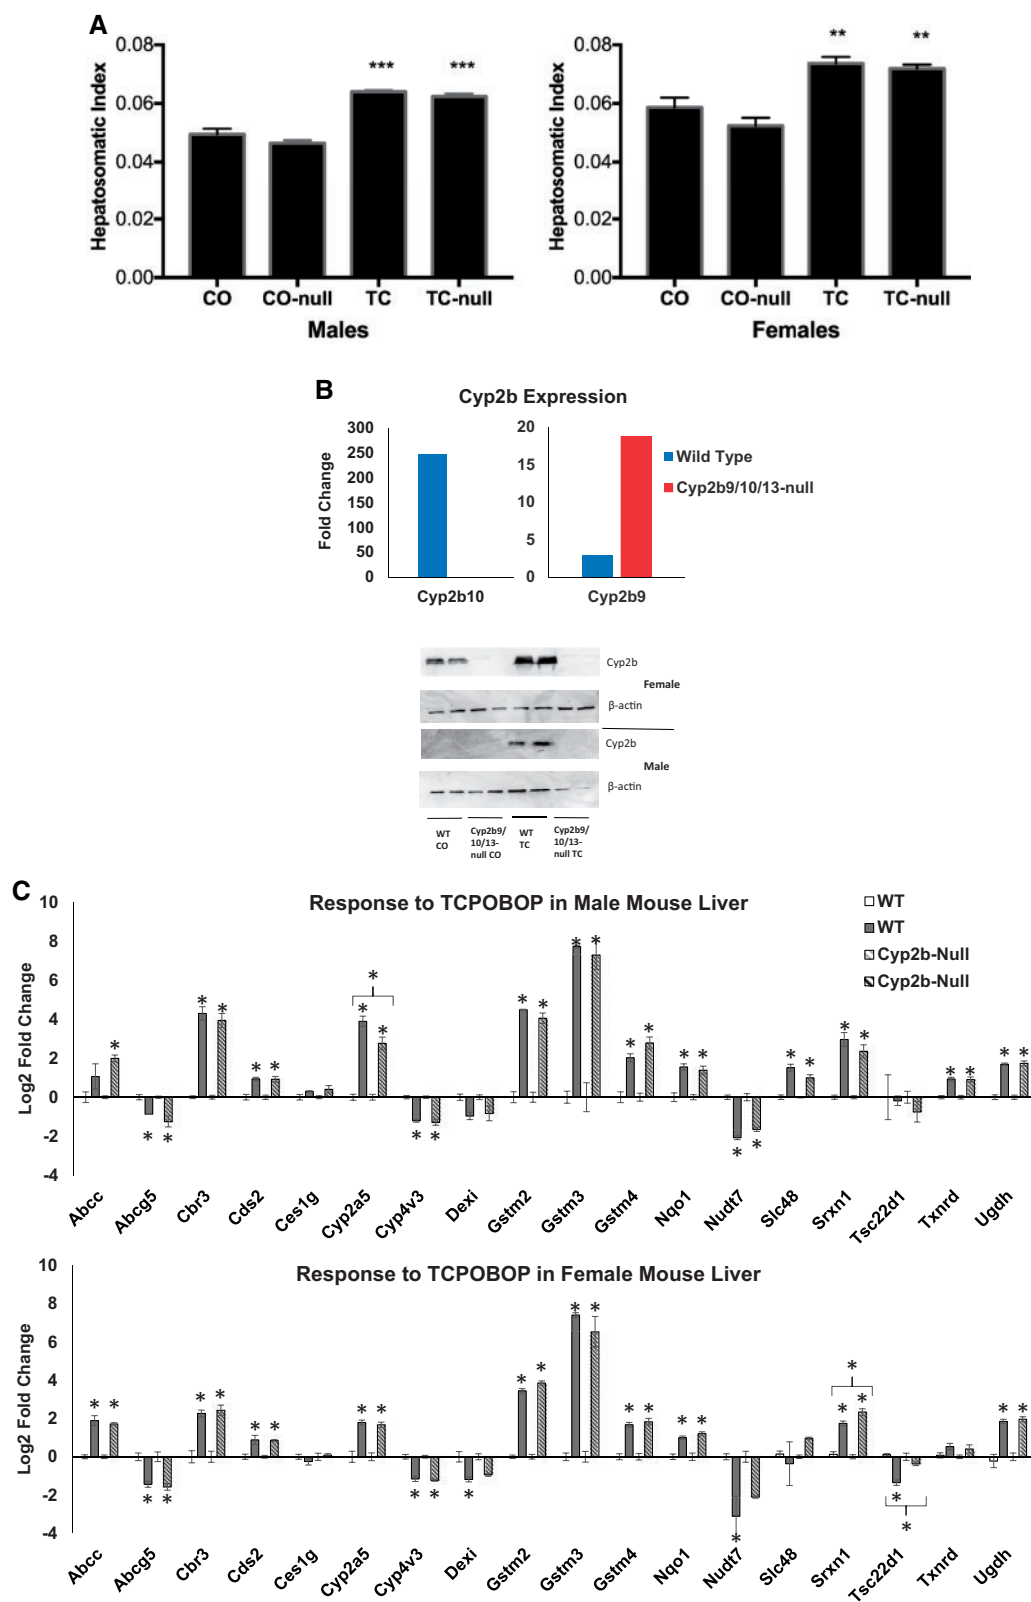 A
0.08
0.06
0.04
0.02
0.00
Hepatosomatic Index
*** ***
CO CO-null TC TC-null
Males
0.08
0.06
0.04
0.02
0.00
Hepatosomatic Index
** **
CO CO-null TC TC-null
Females
B
Cyp2b Expression
Fold Change
300
250
200
150
100
50
0
Cyp2b10
20
15
10
5
0
Cyp2b9
Wild Type
Cyp2b9/10/13-null
Cyp2b
Female
β-actin
Cyp2b
Male
β-actin
WT
CO
Cyp2b9/
10/13-
null CO
WT
TC
Cyp2b9/
10/13-
null TC
C
Response to TCPOBOP in Male Mouse Liver
WT
WT
Cyp2b-Null
Cyp2b-Null
Log2 Fold Change
10
8
6
4
2
0
-2
-4
* * * * * * * * * * * * * * * * * * * * * * * * * * * * * * * *
Abcc Abcg5 Cbr3 Cds2 Ces1g Cyp2a5 Cyp4v3 Dexi Gstm2 Gstm3 Gstm4 Nqo1 Nudt7 Slc48 Srxn1 Tsc22d1 Txnrd Ugdh
Response to TCPOBOP in Female Mouse Liver
Log2 Fold Change
10
8
6
4
2
0
-2
-4
* * * * * * * * * * * * * * * * * * * * * * * * * * * * * *
Abcc Abcg5 Cbr3 Cds2 Ces1g Cyp2a5 Cyp4v3 Dexi Gstm2 Gstm3 Gstm4 Nqo1 Nudt7 Slc48 Srxn1 Tsc22d1 Txnrd Ugdh